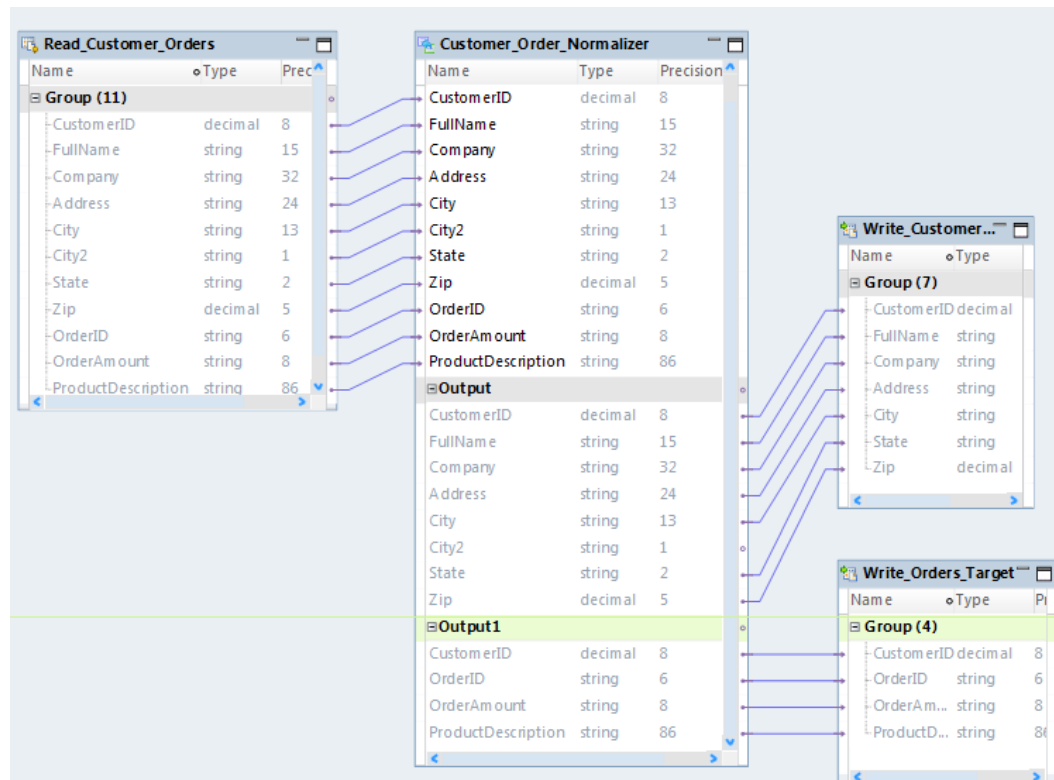 Read_Customer_Orders
Name Type Prec
Group (11)
CustomerID decimal 8
FullName string 15
Company string 32
Address string 24
City string 13
City2 string 1
State string 2
Zip decimal 5
OrderID string 6
OrderAmount string 8
ProductDescription string 86
Customer_Order_Normalizer
Name Type Precision
CustomerID decimal 8
FullName string 15
Company string 32
Address string 24
City string 13
City2 string 1
State string 2
Zip decimal 5
OrderID string 6
OrderAmount string 8
ProductDescription string 86
Output
CustomerID decimal 8
FullName string 15
Company string 32
Address string 24
City string 13
City2 string 1
State string 2
Zip decimal 5
Output1
CustomerID decimal 8
OrderID string 6
OrderAmount string 8
ProductDescription string 86
Write_Customer...
Name Type
Group (7)
CustomerID decimal
FullName string
Company string
Address string
City string
State string
Zip decimal
Write_Orders_Target
Name Type P
Group (4)
CustomerID decimal 8
OrderID string 6
OrderAm... string 8
ProductD... string 86